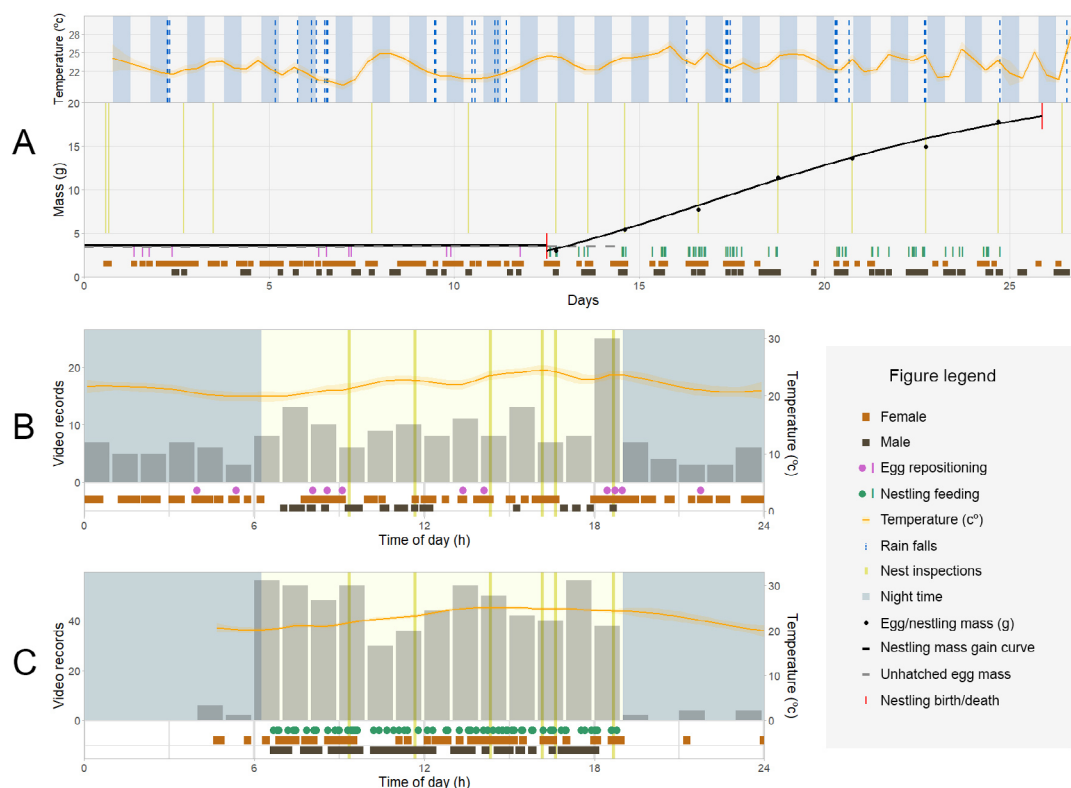 A
Temperature (ºc)
28
25
22
20
15
10
5
0
Mass (g)
0
5
10
15
20
25
Days
B
Video records
20
10
0
30
20
10
0
Temperature (ºc)
0
6
12
18
24
Time of day (h)
C
Video records
40
20
0
30
20
10
0
Temperature (ºc)
0
6
12
18
24
Time of day (h)
Figure legend
Female
Male
Egg repositioning
Nestling feeding
Temperature (cº)
Rain falls
Nest inspections
Night time
Egg/nestling mass (g)
Nestling mass gain curve
Unhatched egg mass
Nestling birth/death